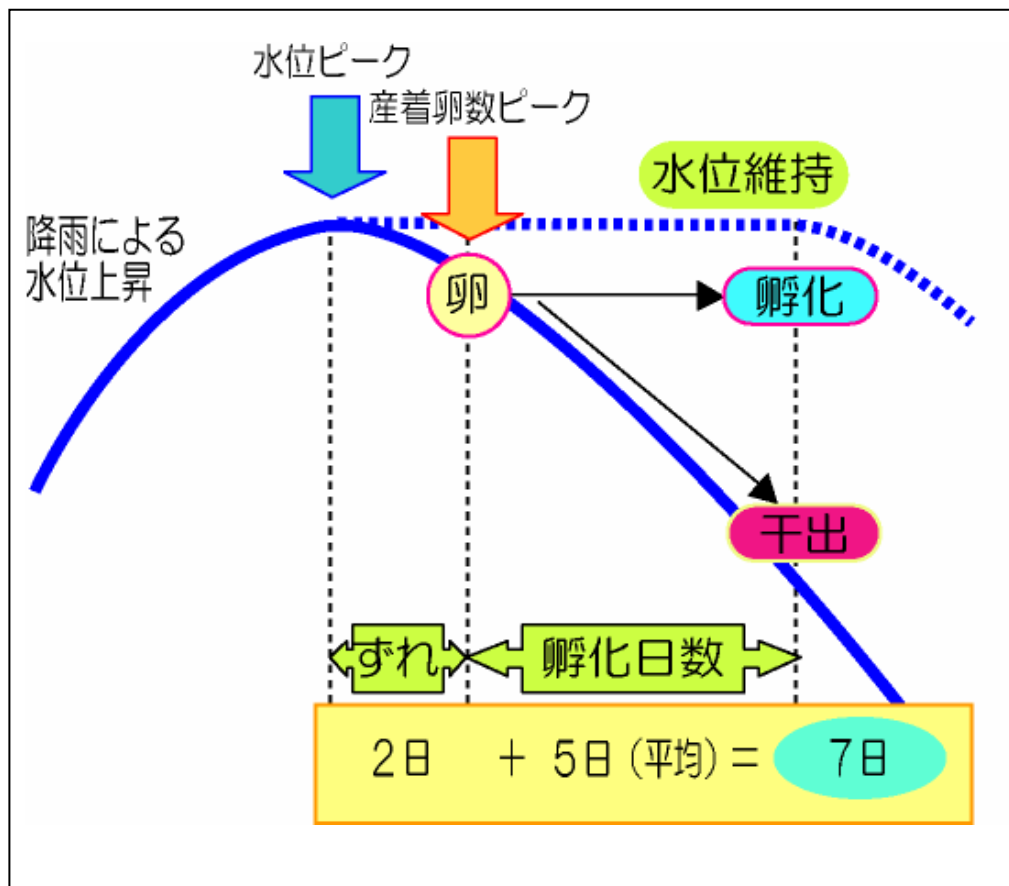 水位ピーク
産着卵数ピーク
水位維持
降雨による
水位上昇
卵
孵化
干出
ずれ
孵化日数
2日 + 5日(平均)= 7日